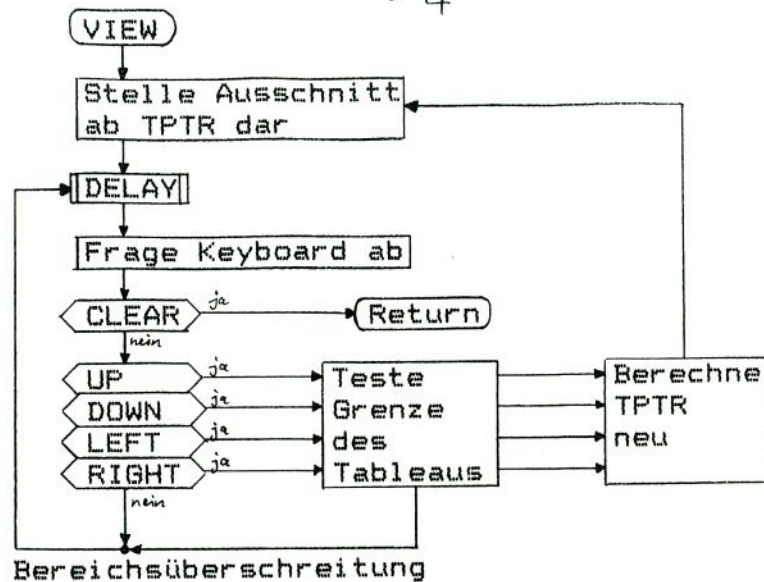 4
VIEW
Stelle Ausschnitt
ab TPTR dar
DELAY
Frage Keyboard ab
CLEAR
ja
Return
nein
UP
ja
DOWN
ja
LEFT
ja
RIGHT
ja
nein
Teste
Grenze
des
Tableaus
Berechne
TPTR
neu
Bereichsüberschreitung